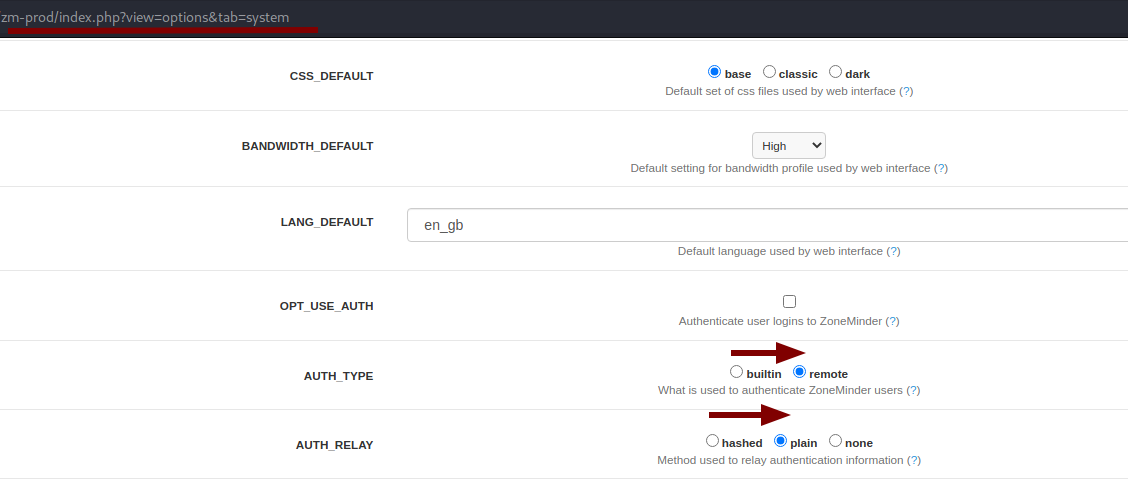 zm-prod/index.php?view=options&tab=system
CSS_DEFAULT
base classic dark
Default set of css files used by web interface (?)
BANDWIDTH_DEFAULT
High
Default setting for bandwidth profile used by web interface (?)
LANG_DEFAULT
en_gb
Default language used by web interface (?)
OPT_USE_AUTH
Authenticate user logins to ZoneMinder (?)
AUTH_TYPE
builtin remote
What is used to authenticate ZoneMinder users (?)
AUTH_RELAY
hashed plain none
Method used to relay authentication information (?)